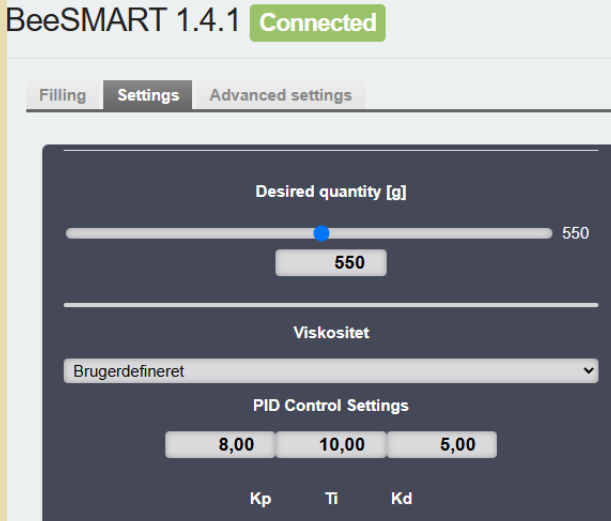 BeeSMART 1.4.1 Connected
Filling Settings Advanced settings
Desired quantity [g]
550
550
Viskositet
Brugerdefineret
PID Control Settings
8,00 10,00 5,00
Kp Ti Kd